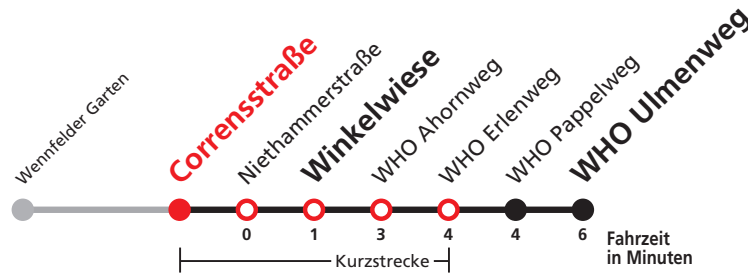 Wennfelder Garten
Corrensstraße
Niethammerstraße
Winkelwiese
WHO Ahornweg
WHO Erlenweg
WHO Pappelweg
WHO Ulmenweg
0 1 3 4 4 6
Fahrzeit
in Minuten
Kurzstrecke